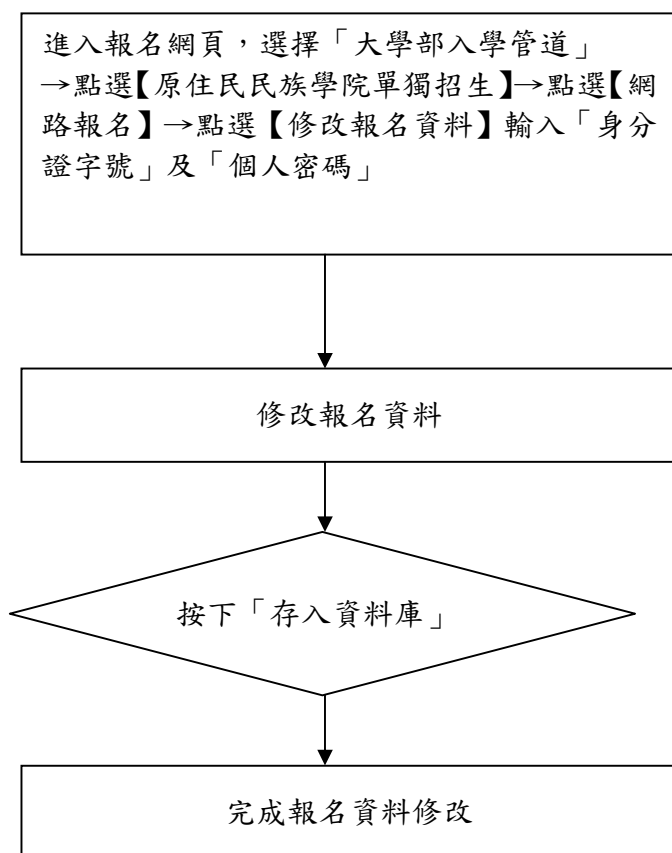 進入報名網頁，選擇「大學部入學管道」
→點選【原住民民族學院單獨招生】→點選【網
路報名】→點選【修改報名資料】輸入「身分
證字號」及「個人密碼」
修改報名資料
按下「存入資料庫」
完成報名資料修改